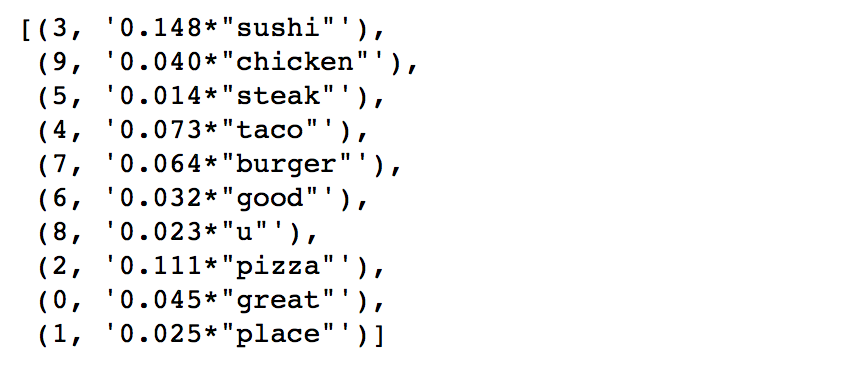 [(3, '0.148*"sushi"'),
(9, '0.040*"chicken"'),
(5, '0.014*"steak"'),
(4, '0.073*"taco"'),
(7, '0.064*"burger"'),
(6, '0.032*"good"'),
(8, '0.023*"u"'),
(2, '0.111*"pizza"'),
(0, '0.045*"great"'),
(1, '0.025*"place"')]